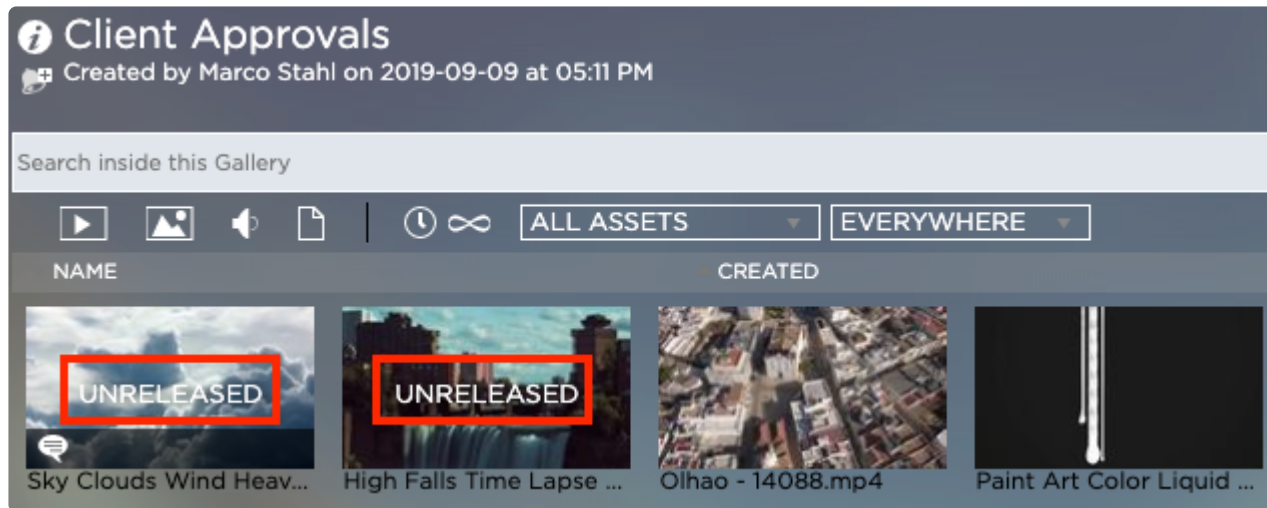 Client Approvals
Created by Marco Stahl on 2019-09-09 at 05:11 PM
Search inside this Gallery
ALL ASSETS EVERYWHERE
NAME CREATED
UNRELEASED UNRELEASED
Sky Clouds Wind Heav... High Falls Time Lapse ... Olhao - 14088.mp4 Paint Art Color Liquid ...